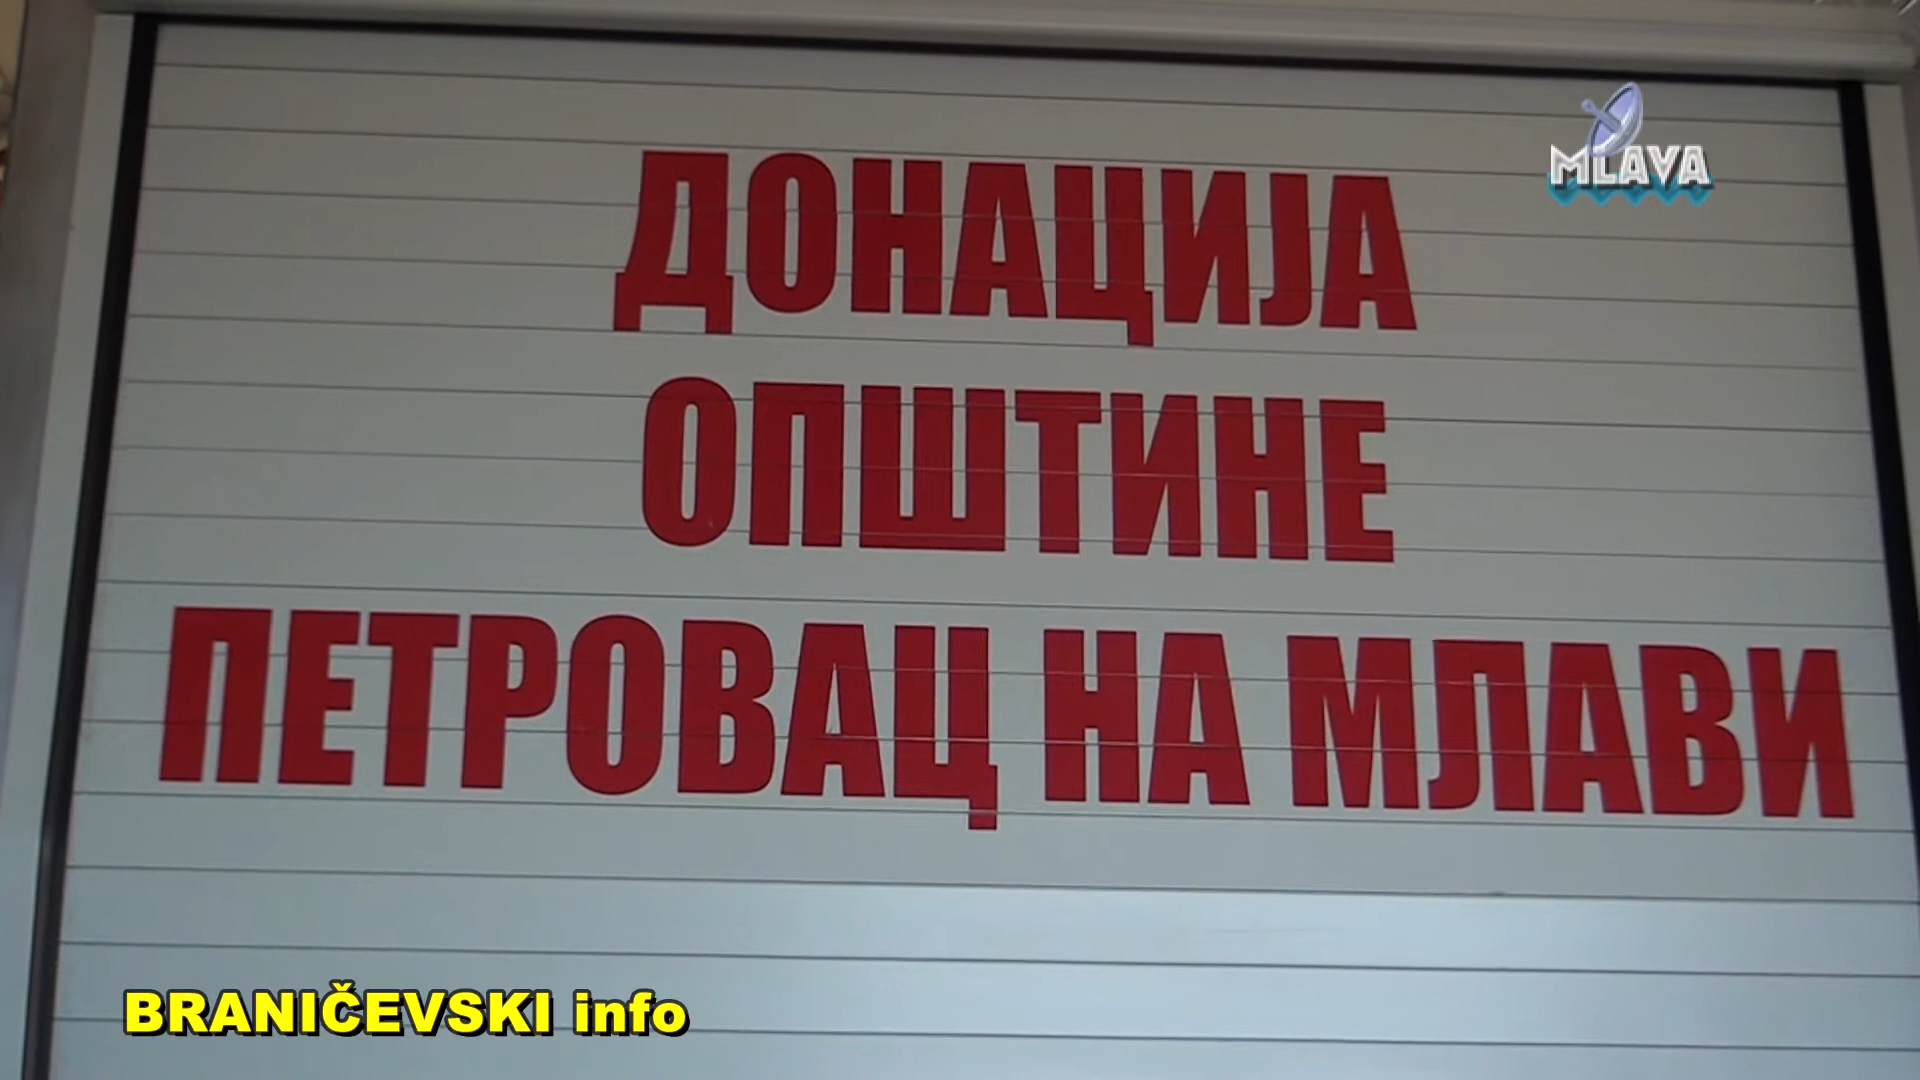 MLAVA
ДОНАЦИЈА
ОПШТИНЕ
ПЕТРОВАЦ НА МЛАВИ
BRANIČEVSKI info